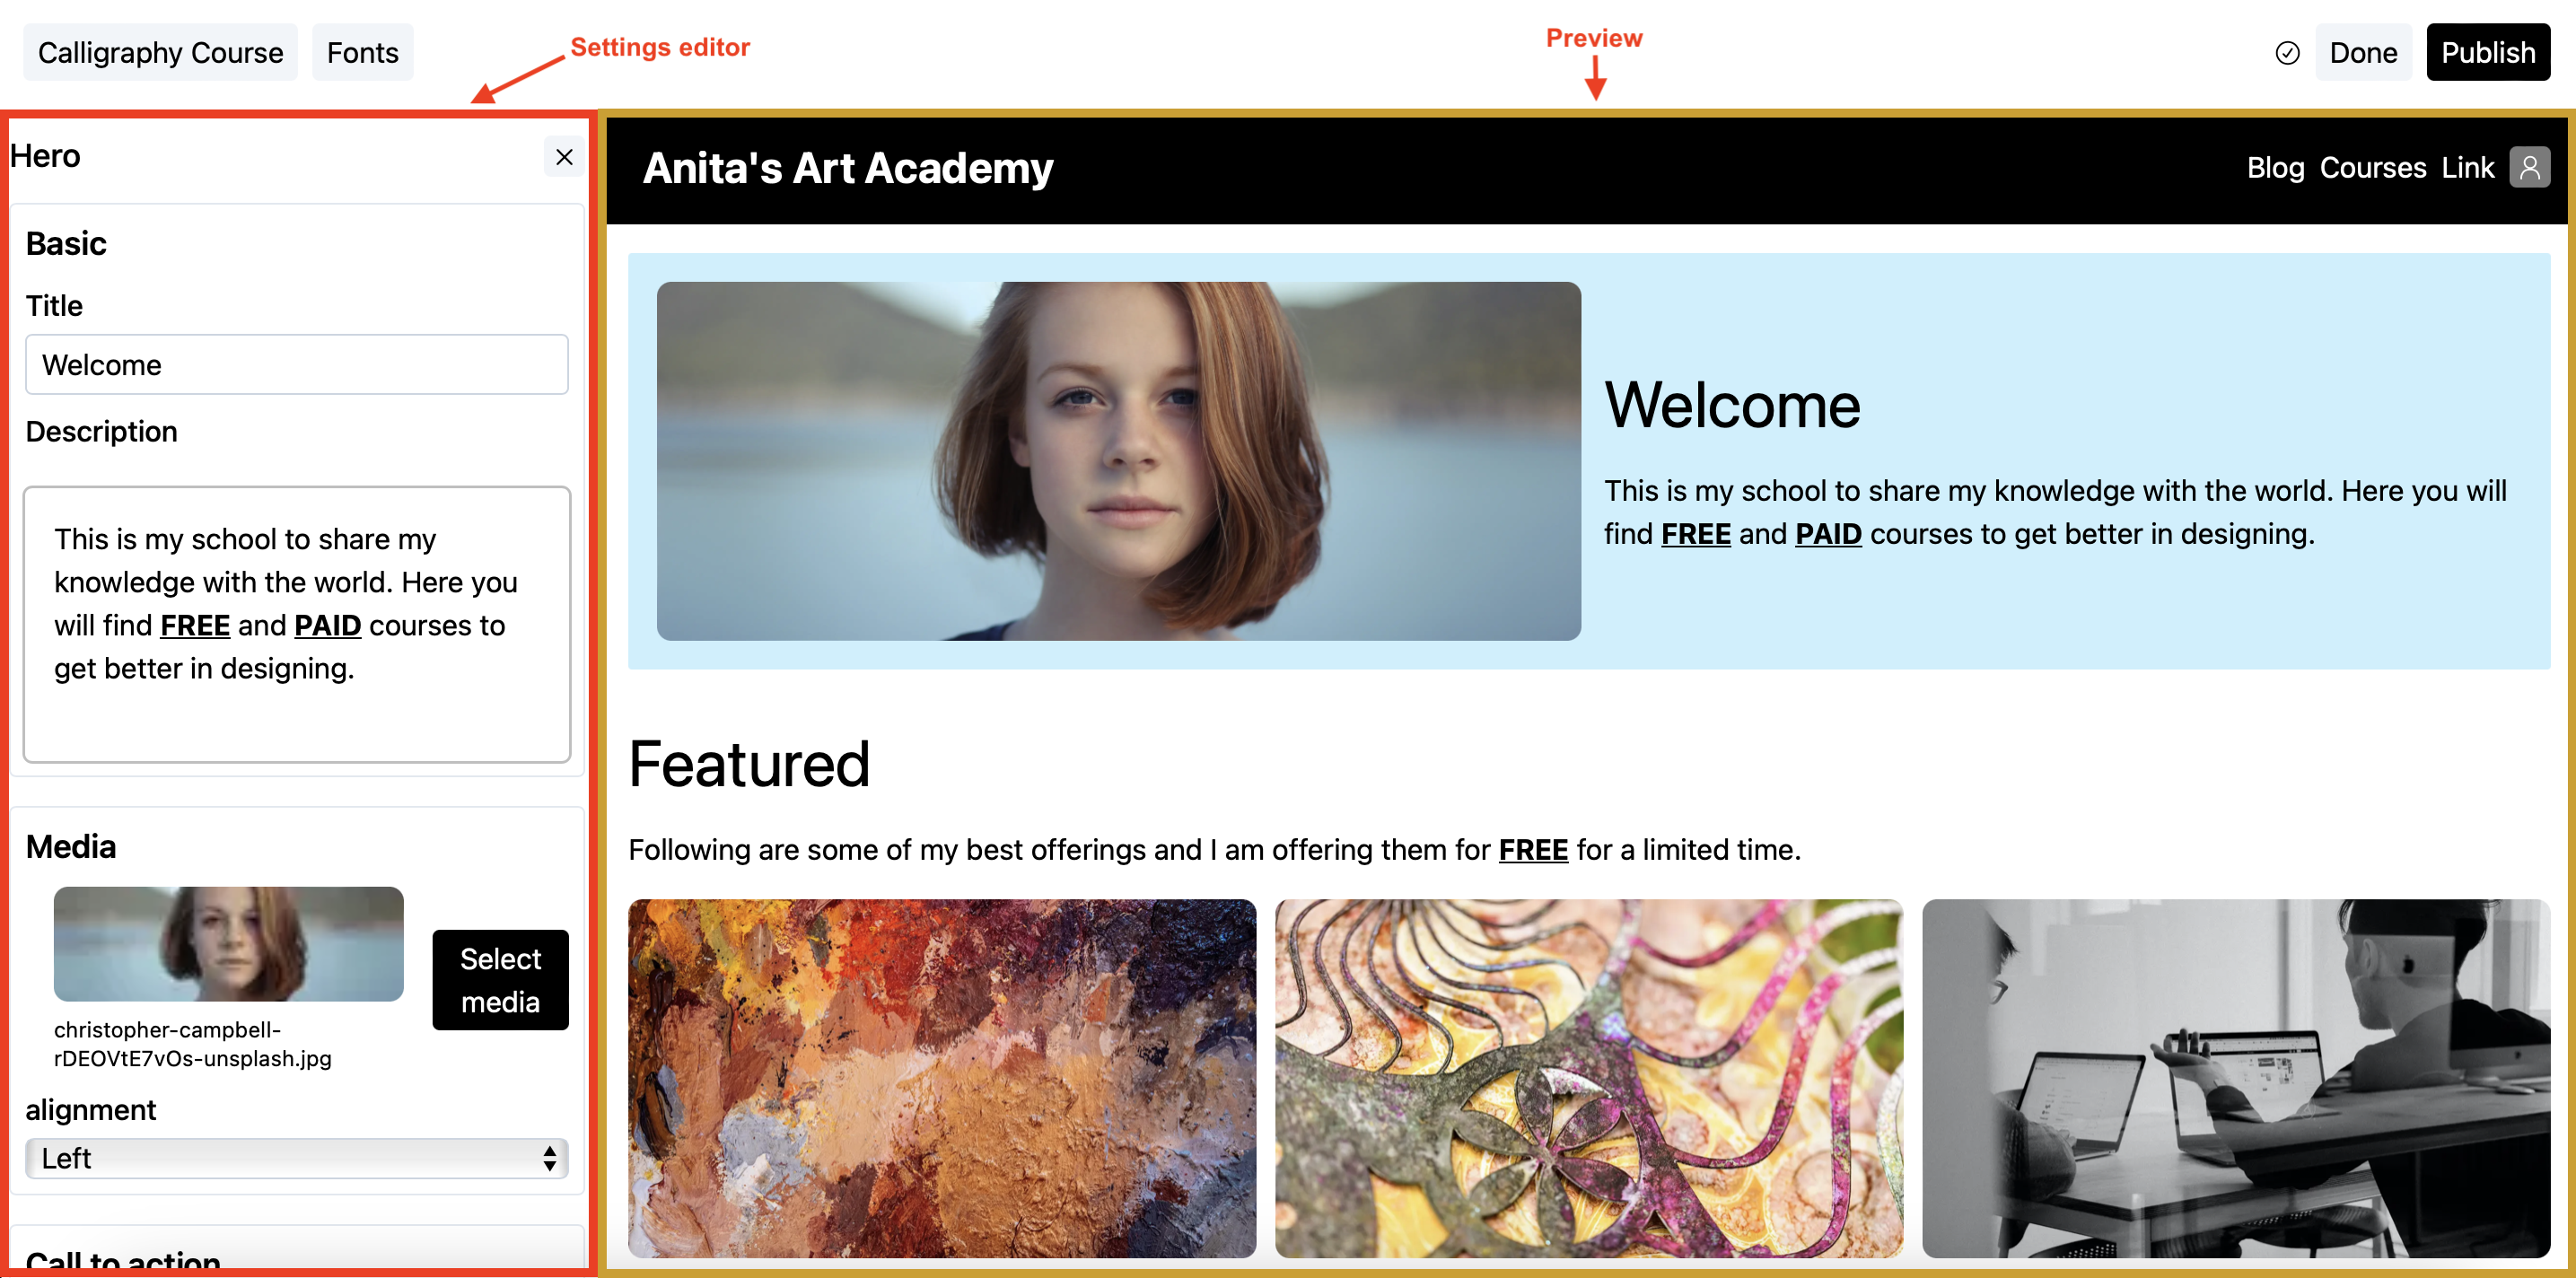 Calligraphy Course
Fonts
Settings editor
Preview
Done
Publish
Hero
Basic
Title
Welcome
Description
This is my school to share my
knowledge with the world. Here you
will find FREE and PAID courses to
get better in designing.
Media
Select
media
christopher-campbell-
rDEOVtE7vOs-unsplash.jpg
alignment
Left
Call to action
Anita's Art Academy
Blog
Courses
Link
Welcome
This is my school to share my knowledge with the world. Here you will
find FREE and PAID courses to get better in designing.
Featured
Following are some of my best offerings and I am offering them for FREE for a limited time.